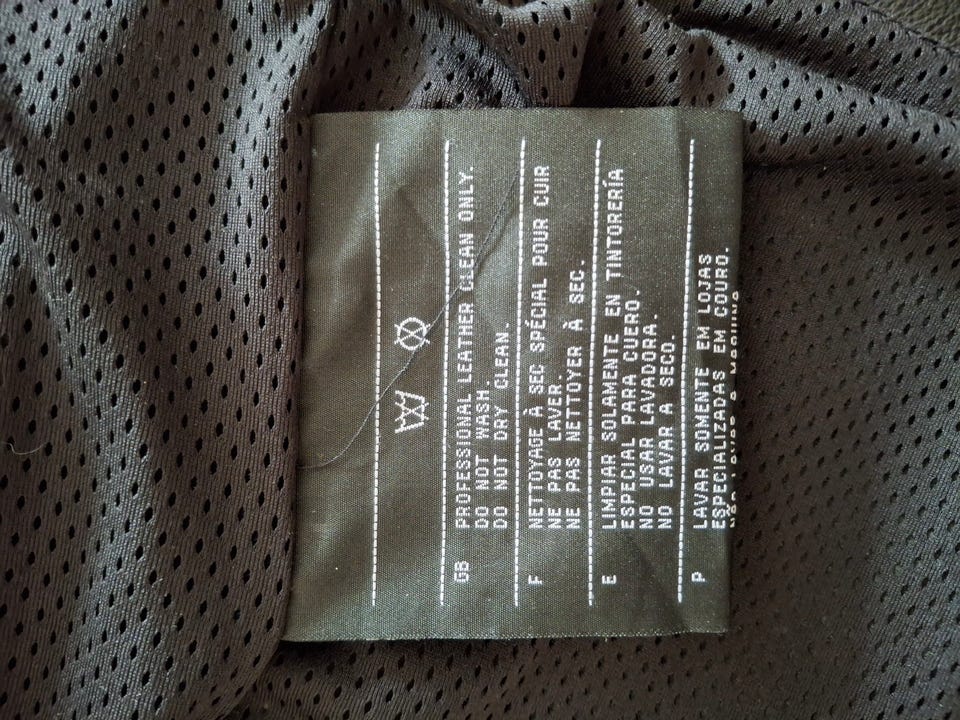 GB PROFESSIONAL LEATHER CLEAN ONLY.
DO NOT WASH.
DO NOT DRY CLEAN.
F NETTOYAGE À SEC SPÉCIAL POUR CUIR
NE PAS LAVER.
NE PAS NETTOYER À SEC.
E LIMPIAR SOLAMENTE EN TINTORERÍA
ESPECIAL PARA CUERO.
NO USAR LAVADORA.
NO LAVAR A SECO.
P LAVAR SOMENTE EM LOJAS
ESPECIALIZADAS EM COURO.